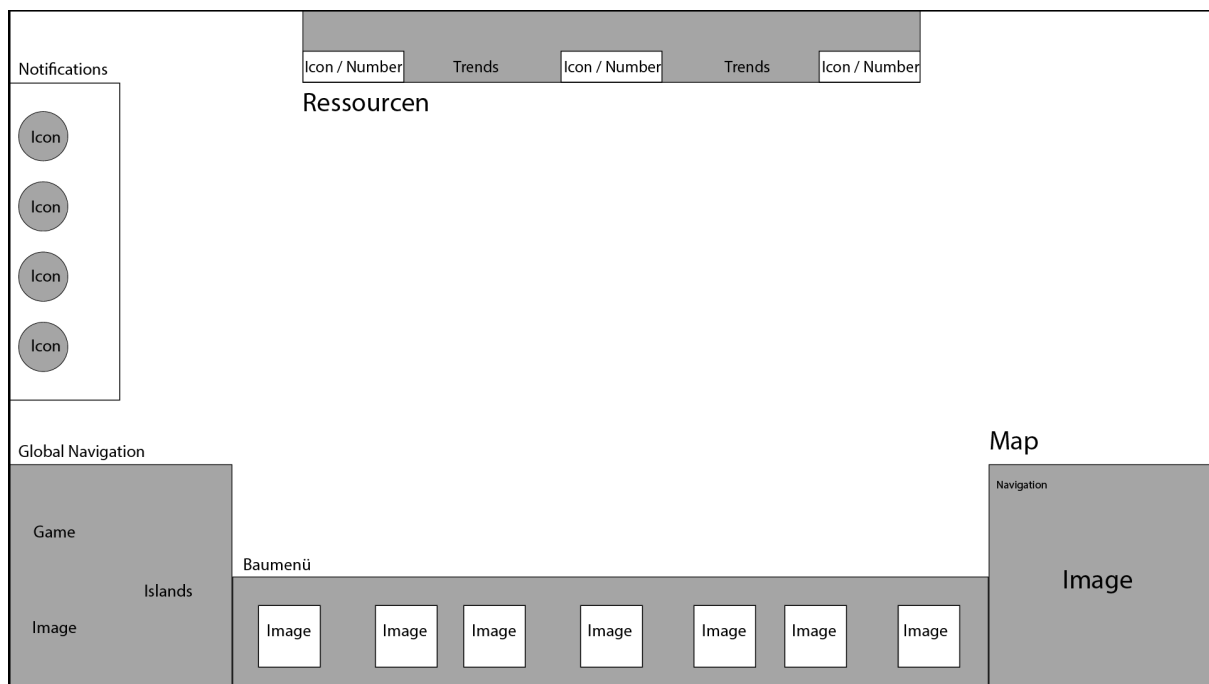 Icon / Number Trends Icon / Number Trends Icon / Number
Ressourcen
Notifications
Icon
Icon
Icon
Icon
Global Navigation
Game
Islands
Image
Baumenü
Image Image Image Image Image Image Image
Map
Navigation
Image